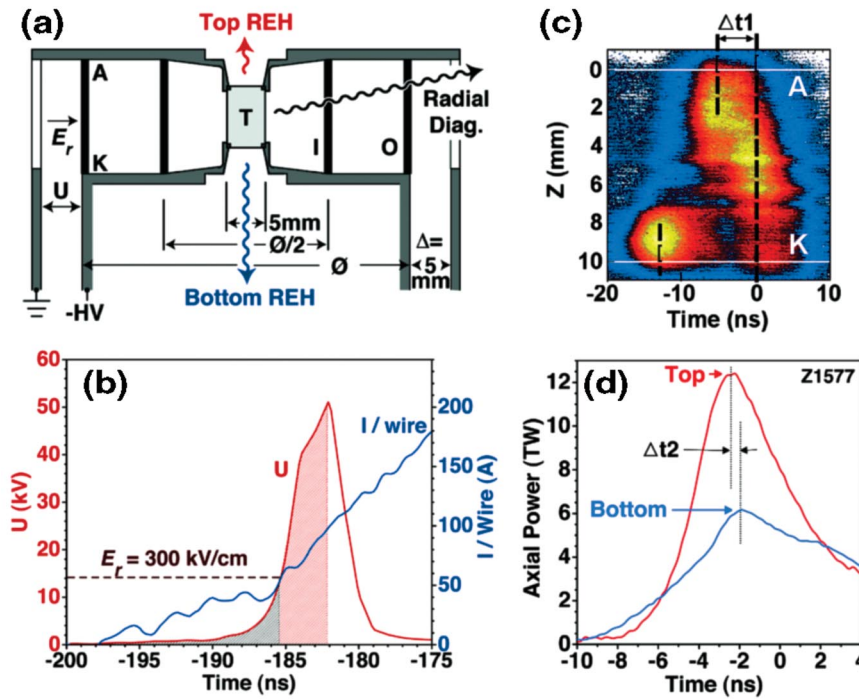 (a)
Top REH
A
T
Radial
Diag.
E_r
K
I
O
U
5mm
Ø/2
Ø
Δ=
5
mm
-HV
Bottom REH
(c)
Δt1
0
2
4
6
8
10
Z (mm)
A
K
-20
-10
0
10
Time (ns)
(b)
60
50
40
30
20
10
0
U (kV)
I / wire
U
E_r = 300 kV/cm
200
150
100
50
0
I / Wire (A)
-200
-195
-190
-185
-180
-175
Time (ns)
(d)
Top
Z1577
Δt2
Bottom
12
10
8
6
4
2
0
Axial Power (TW)
-10
-8
-6
-4
-2
0
2
4
Time (ns)